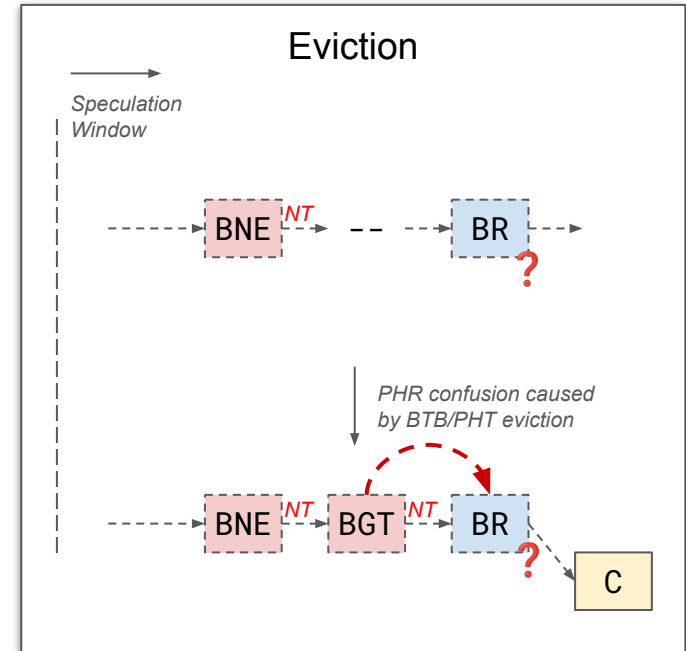 Eviction
Speculation
Window
BNE NT -- BR
?
PHR confusion caused
by BTB/PHT eviction
BNE NT BGT NT BR
?
C